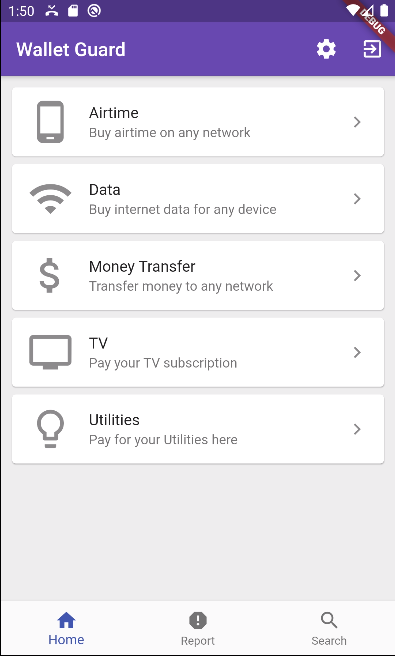 1:50
DEBUG
Wallet Guard
Airtime
Buy airtime on any network
Data
Buy internet data for any device
Money Transfer
Transfer money to any network
TV
Pay your TV subscription
Utilities
Pay for your Utilities here
Home
Report
Search